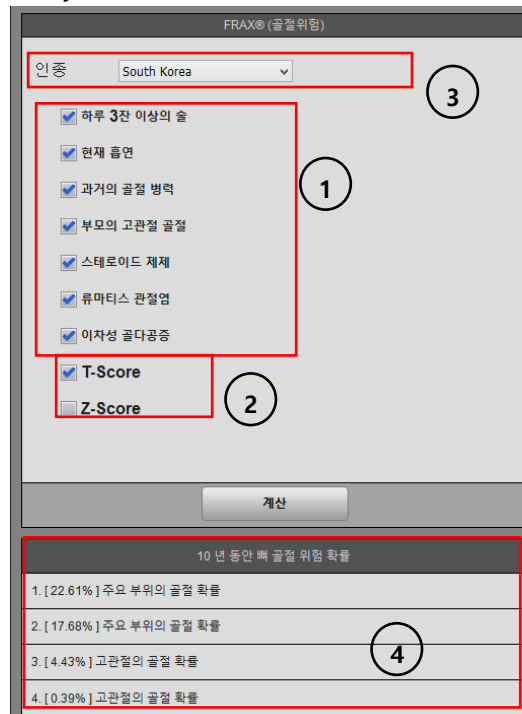 FRAX® (골절위험)
인종 South Korea
3
하루 3잔 이상의 술
현재 흡연
과거의 골절 병력
1
부모의 고관절 골절
스테로이드 제제
류마티스 관절염
이차성 골다공증
T-Score
Z-Score
2
계산
10 년 동안 뼈 골절 위험 확률
1. [ 22.61% ] 주요 부위의 골절 확률
2. [ 17.68% ] 주요 부위의 골절 확률
3. [ 4.43% ] 고관절의 골절 확률
4
4. [ 0.39% ] 고관절의 골절 확률